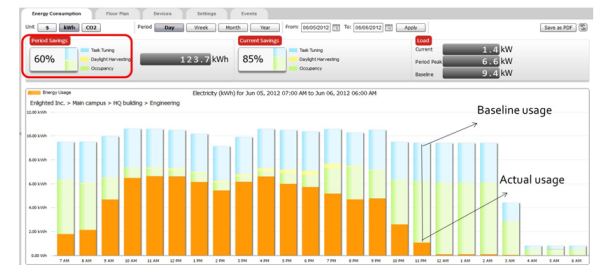 Energy Consumption Floor Plan Devices Settings Events
Unit $ kWh CO2 Period Day Week Month Year From: 06/05/2012 To: 06/06/2012 Apply Save as PDF
Period Savings
60%
Task Tuning
Daylight Harvesting
Occupancy
123.7 kWh
Current Savings
85%
Task Tuning
Daylight Harvesting
Occupancy
Load
Current 1.4 kW
Period Peak 6.6 kW
Baseline 9.4 kW
Energy Usage
Electricity (kWh) for Jun 05, 2012 07:00 AM to Jun 06, 2012 06:00 AM
Enlighted Inc. > Main campus > HQ building > Engineering
12.00 kWh
Baseline usage
10.00 kWh
8.00 kWh
Actual usage
6.00 kWh
4.00 kWh
2.00 kWh
0.00 kWh
7 AM 8 AM 9 AM 10 AM 11 AM 12 PM 1 PM 2 PM 3 PM 4 PM 5 PM 6 PM 7 PM 8 PM 9 PM 10 PM 11 PM 12 AM 1 AM 2 AM 3 AM 4 AM 5 AM 6 AM